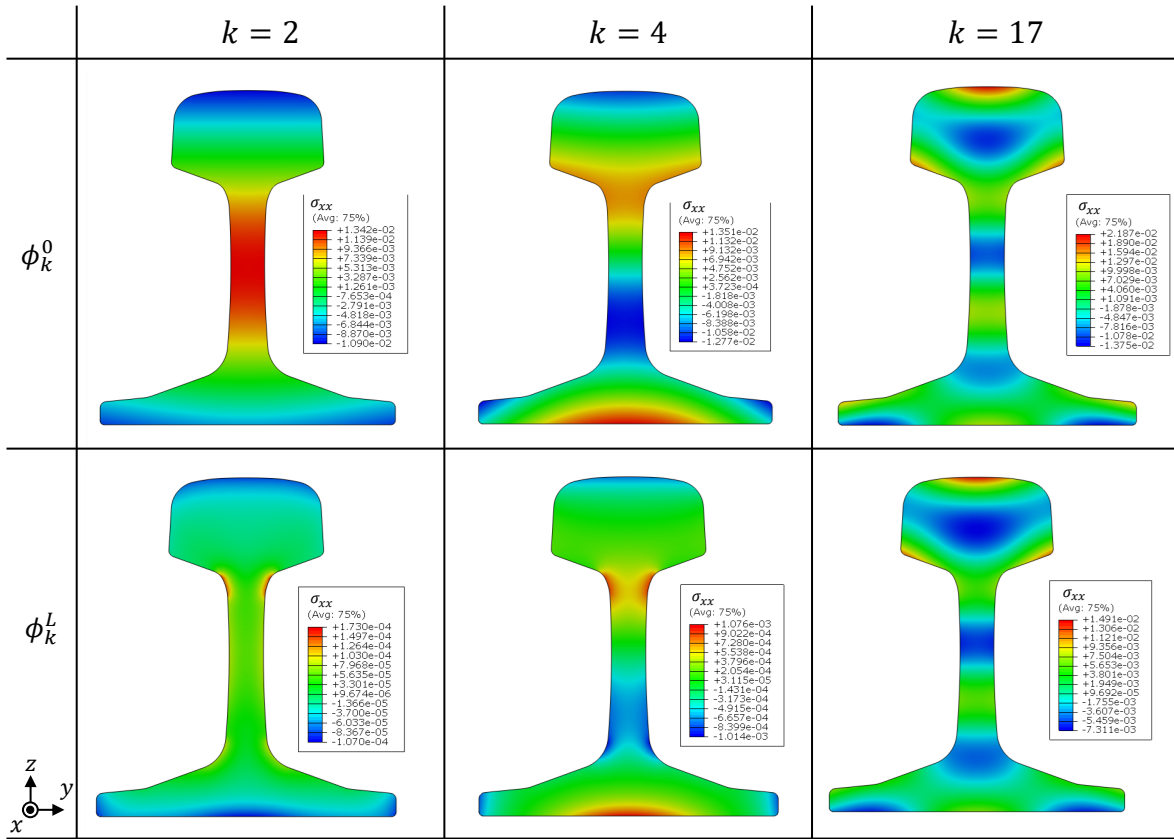 k = 2
k = 4
k = 17
ϕ_k^0
σ_xx
(Avg: 75%)
+1.342e-02
+1.139e-02
+9.366e-03
+7.339e-03
+5.313e-03
+3.287e-03
+1.261e-03
-7.653e-04
-2.791e-03
-4.818e-03
-6.844e-03
-8.870e-03
-1.090e-02
σ_xx
(Avg: 75%)
+1.351e-02
+1.132e-02
+9.132e-03
+6.942e-03
+4.752e-03
+2.562e-03
+3.723e-04
-1.818e-03
-4.008e-03
-6.198e-03
-8.388e-03
-1.058e-02
-1.277e-02
σ_xx
(Avg: 75%)
+2.187e-02
+1.890e-02
+1.594e-02
+1.297e-02
+9.998e-03
+7.029e-03
+4.060e-03
+1.091e-03
-1.878e-03
-4.847e-03
-7.816e-03
-1.078e-02
-1.375e-02
ϕ_k^L
σ_xx
(Avg: 75%)
+1.730e-04
+1.497e-04
+1.264e-04
+1.030e-04
+7.968e-05
+5.635e-05
+3.301e-05
+9.674e-06
-1.366e-05
-3.700e-05
-6.033e-05
-8.367e-05
-1.070e-04
σ_xx
(Avg: 75%)
+1.076e-03
+9.022e-04
+7.280e-04
+5.538e-04
+3.796e-04
+2.054e-04
+3.115e-05
-1.431e-04
-3.173e-04
-4.915e-04
-6.657e-04
-8.399e-04
-1.014e-03
σ_xx
(Avg: 75%)
+1.491e-02
+1.306e-02
+1.121e-02
+9.356e-03
+7.504e-03
+5.653e-03
+3.801e-03
+1.949e-03
+9.692e-05
-1.755e-03
-3.607e-03
-5.459e-03
-7.311e-03
z
y
x